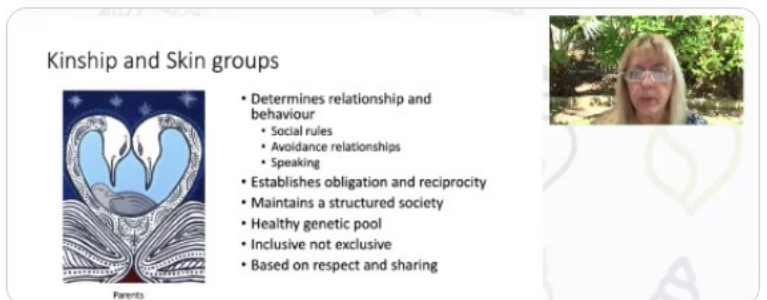 Kinship and Skin groups
• Determines relationship and
behaviour
• Social rules
• Avoidance relationships
• Speaking
• Establishes obligation and reciprocity
• Maintains a structured society
• Healthy genetic pool
• Inclusive not exclusive
• Based on respect and sharing
Parents